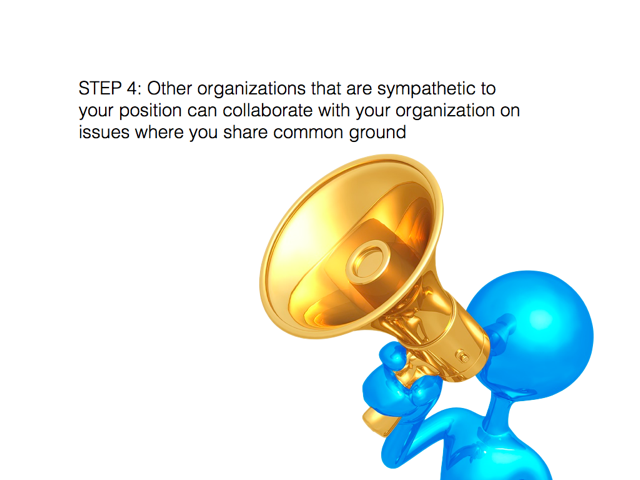 STEP 4: Other organizations that are sympathetic to
your position can collaborate with your organization on
issues where you share common ground